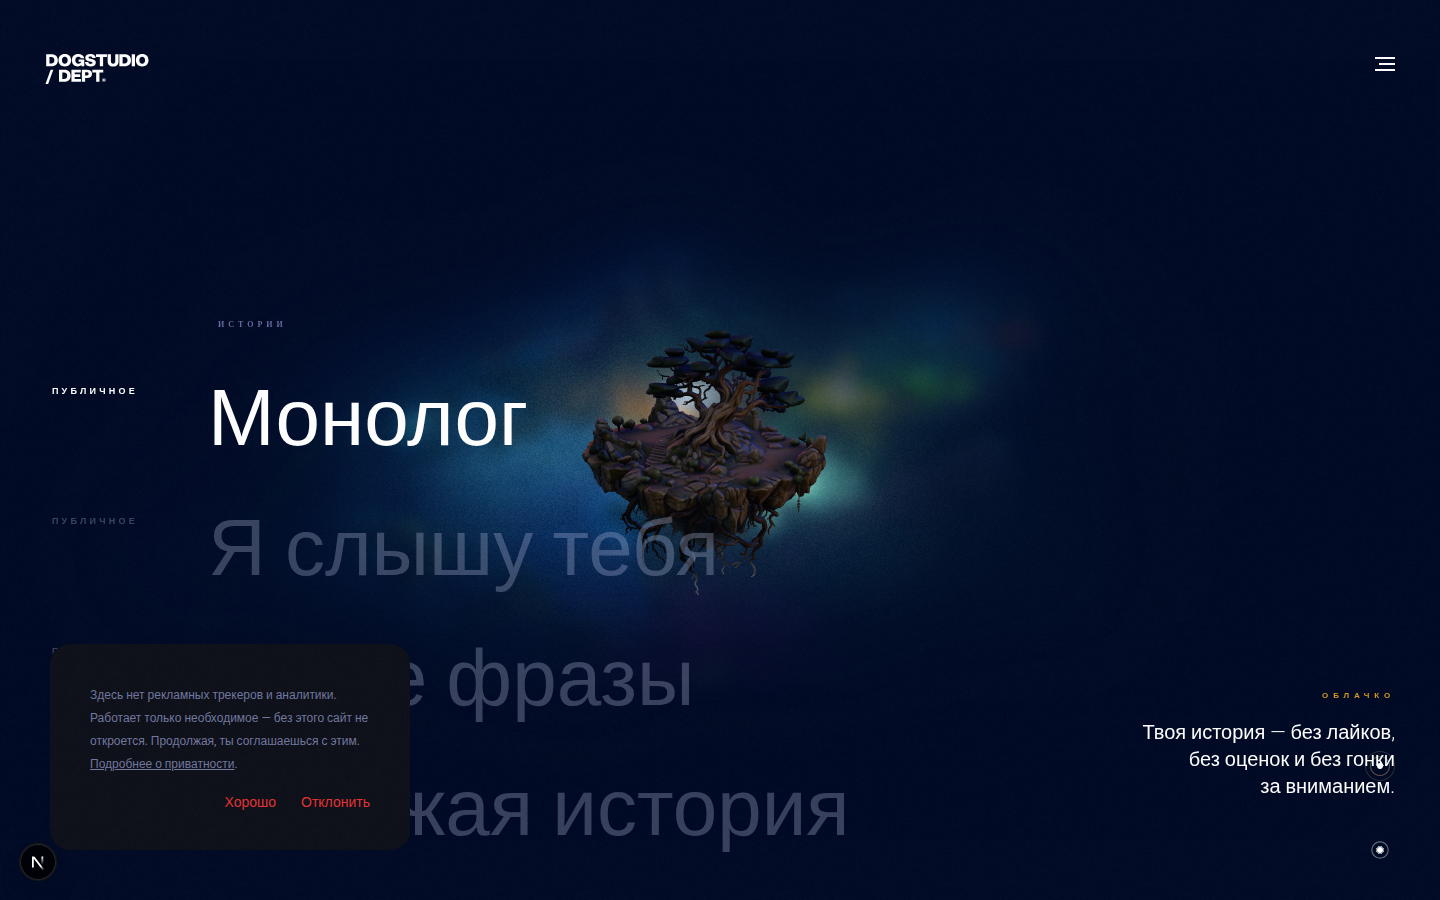 DOGSTUDIO
/ DEPT.
ИСТОРИИ
ПУБЛИЧНОЕ
Монолог
ПУБЛИЧНОЕ
Я слышу тебя
фразы
история
Здесь нет рекламных трекеров и аналитики.
Работает только необходимое — без этого сайт не
откроется. Продолжая, ты соглашаешься с этим.
Подробнее о приватности.
Хорошо
Отклонить
ОБЛАЧКО
Твоя история — без лайков,
без оценок и без гонки
за вниманием.
N